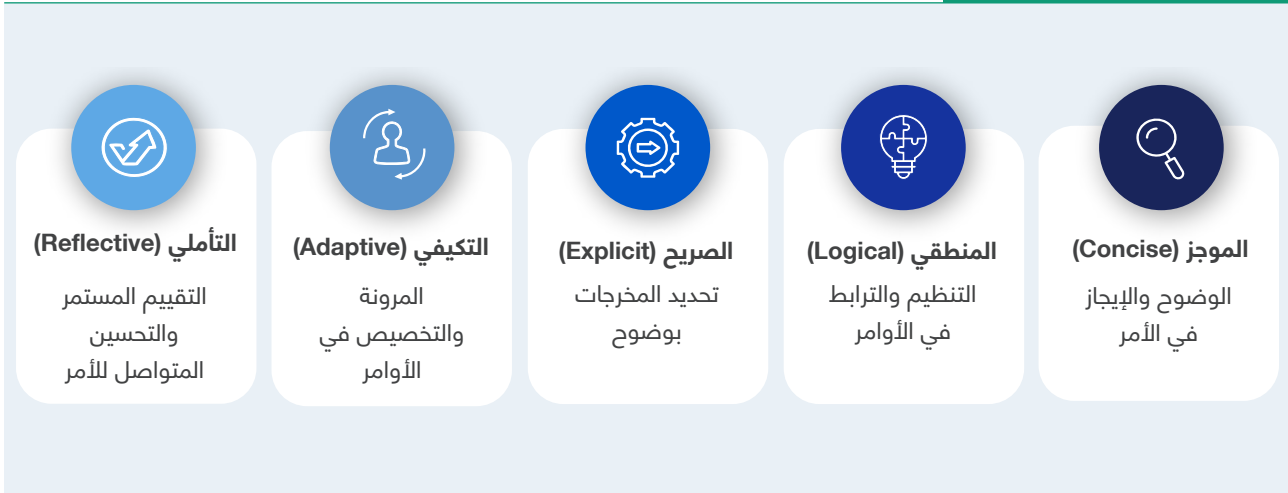 الموجز (Concise)
الوضوح والإيجاز
في الأمر
المنطقي (Logical)
التنظيم والترابط
في الأوامر
الصريح (Explicit)
تحديد المخرجات
بوضوح
التكيفي (Adaptive)
المرونة
والتخصيص في
الأوامر
التأملي (Reflective)
التقييم المستمر
والتحسين
المتواصل للأمر